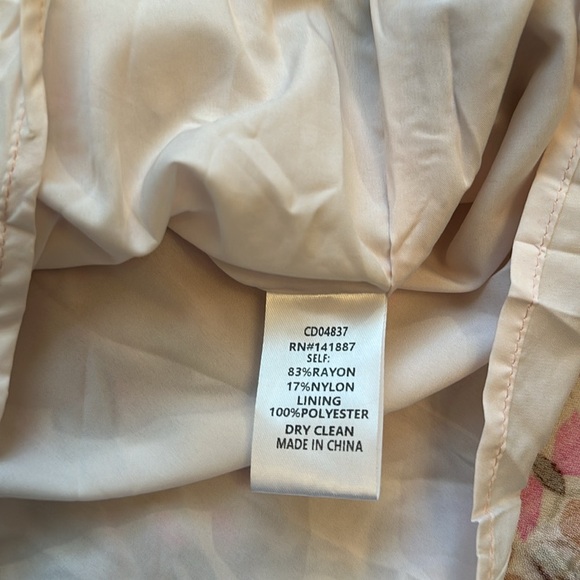 CD04837
RN#141887
SELF:
83%RAYON
17%NYLON
LINING
100%POLYESTER
DRY CLEAN
MADE IN CHINA